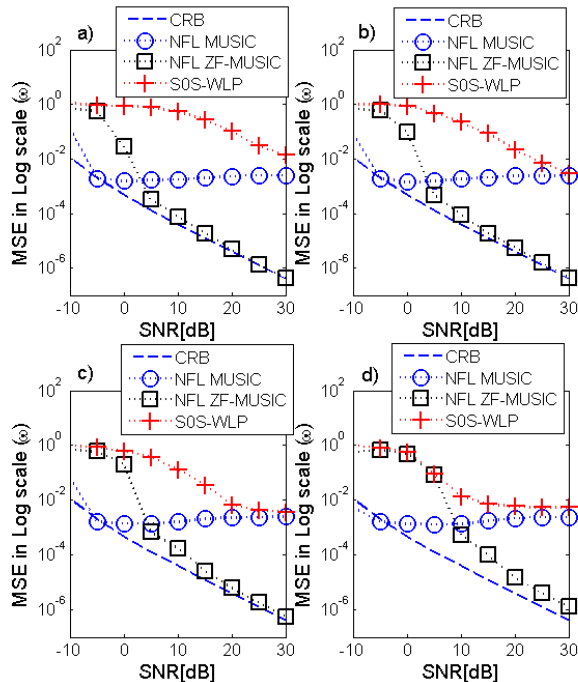 a)
CRB
NFL MUSIC
NFL ZF-MUSIC
S0S-WLP
MSE in Log scale (ω)
10^2
10^0
10^-2
10^-4
10^-6
-10 0 10 20 30
SNR[dB]
b)
CRB
NFL MUSIC
NFL ZF-MUSIC
S0S-WLP
MSE in Log scale (ω)
10^2
10^0
10^-2
10^-4
10^-6
-10 0 10 20 30
SNR[dB]
c)
CRB
NFL MUSIC
NFL ZF-MUSIC
S0S-WLP
MSE in Log scale (ω)
10^2
10^0
10^-2
10^-4
10^-6
-10 0 10 20 30
SNR[dB]
d)
CRB
NFL MUSIC
NFL ZF-MUSIC
S0S-WLP
MSE in Log scale (ω)
10^2
10^0
10^-2
10^-4
10^-6
-10 0 10 20 30
SNR[dB]